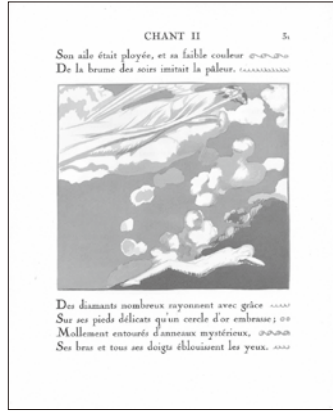 CHANT II 31
Son aile était ployée, et sa faible couleur
De la brume des soirs imitait la pâleur.
Des diamants nombreux rayonnent avec grâce
Sur ses pieds délicats qu'un cercle d'or embrasse ;
Mollement entourés d'anneaux mystérieux,
Ses bras et tous ses doigts éblouissent les yeux.